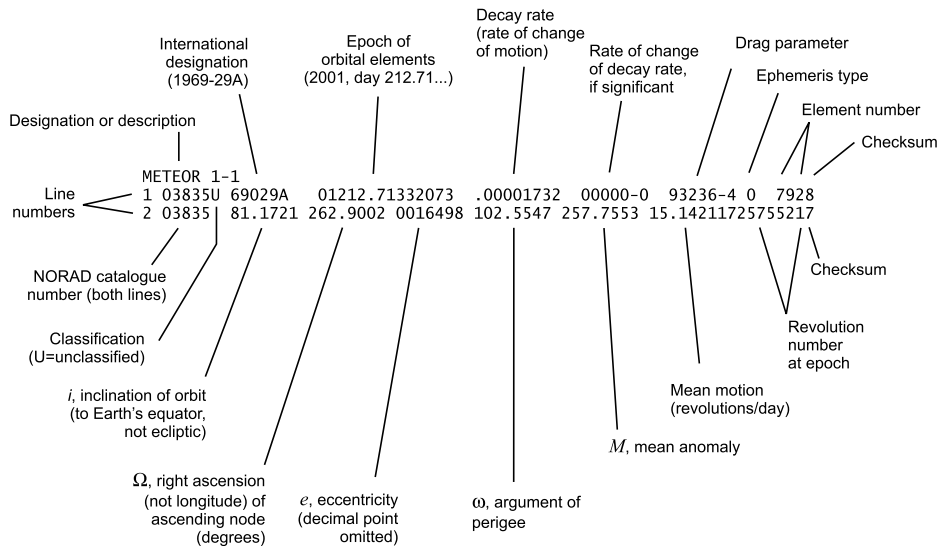 Decay rate
(rate of change
of motion)
International
designation
(1969-29A)
Epoch of
orbital elements
(2001, day 212.71...)
Rate of change
of decay rate,
if significant
Drag parameter
Ephemeris type
Element number
Checksum
Designation or description
METEOR 1-1
Line
numbers
1 03835U 69029A   01212.71332073  .00001732  00000-0  93236-4 0  7928
2 03835  81.1721 262.9002 0016498 102.5547 257.7553 15.14211725755217
Checksum
NORAD catalogue
number (both lines)
Classification
(U=unclassified)
Revolution
number
at epoch
i, inclination of orbit
(to Earth's equator,
not ecliptic)
Mean motion
(revolutions/day)
M, mean anomaly
Ω, right ascension
(not longitude) of
ascending node
(degrees)
e, eccentricity
(decimal point
omitted)
ω, argument of
perigee